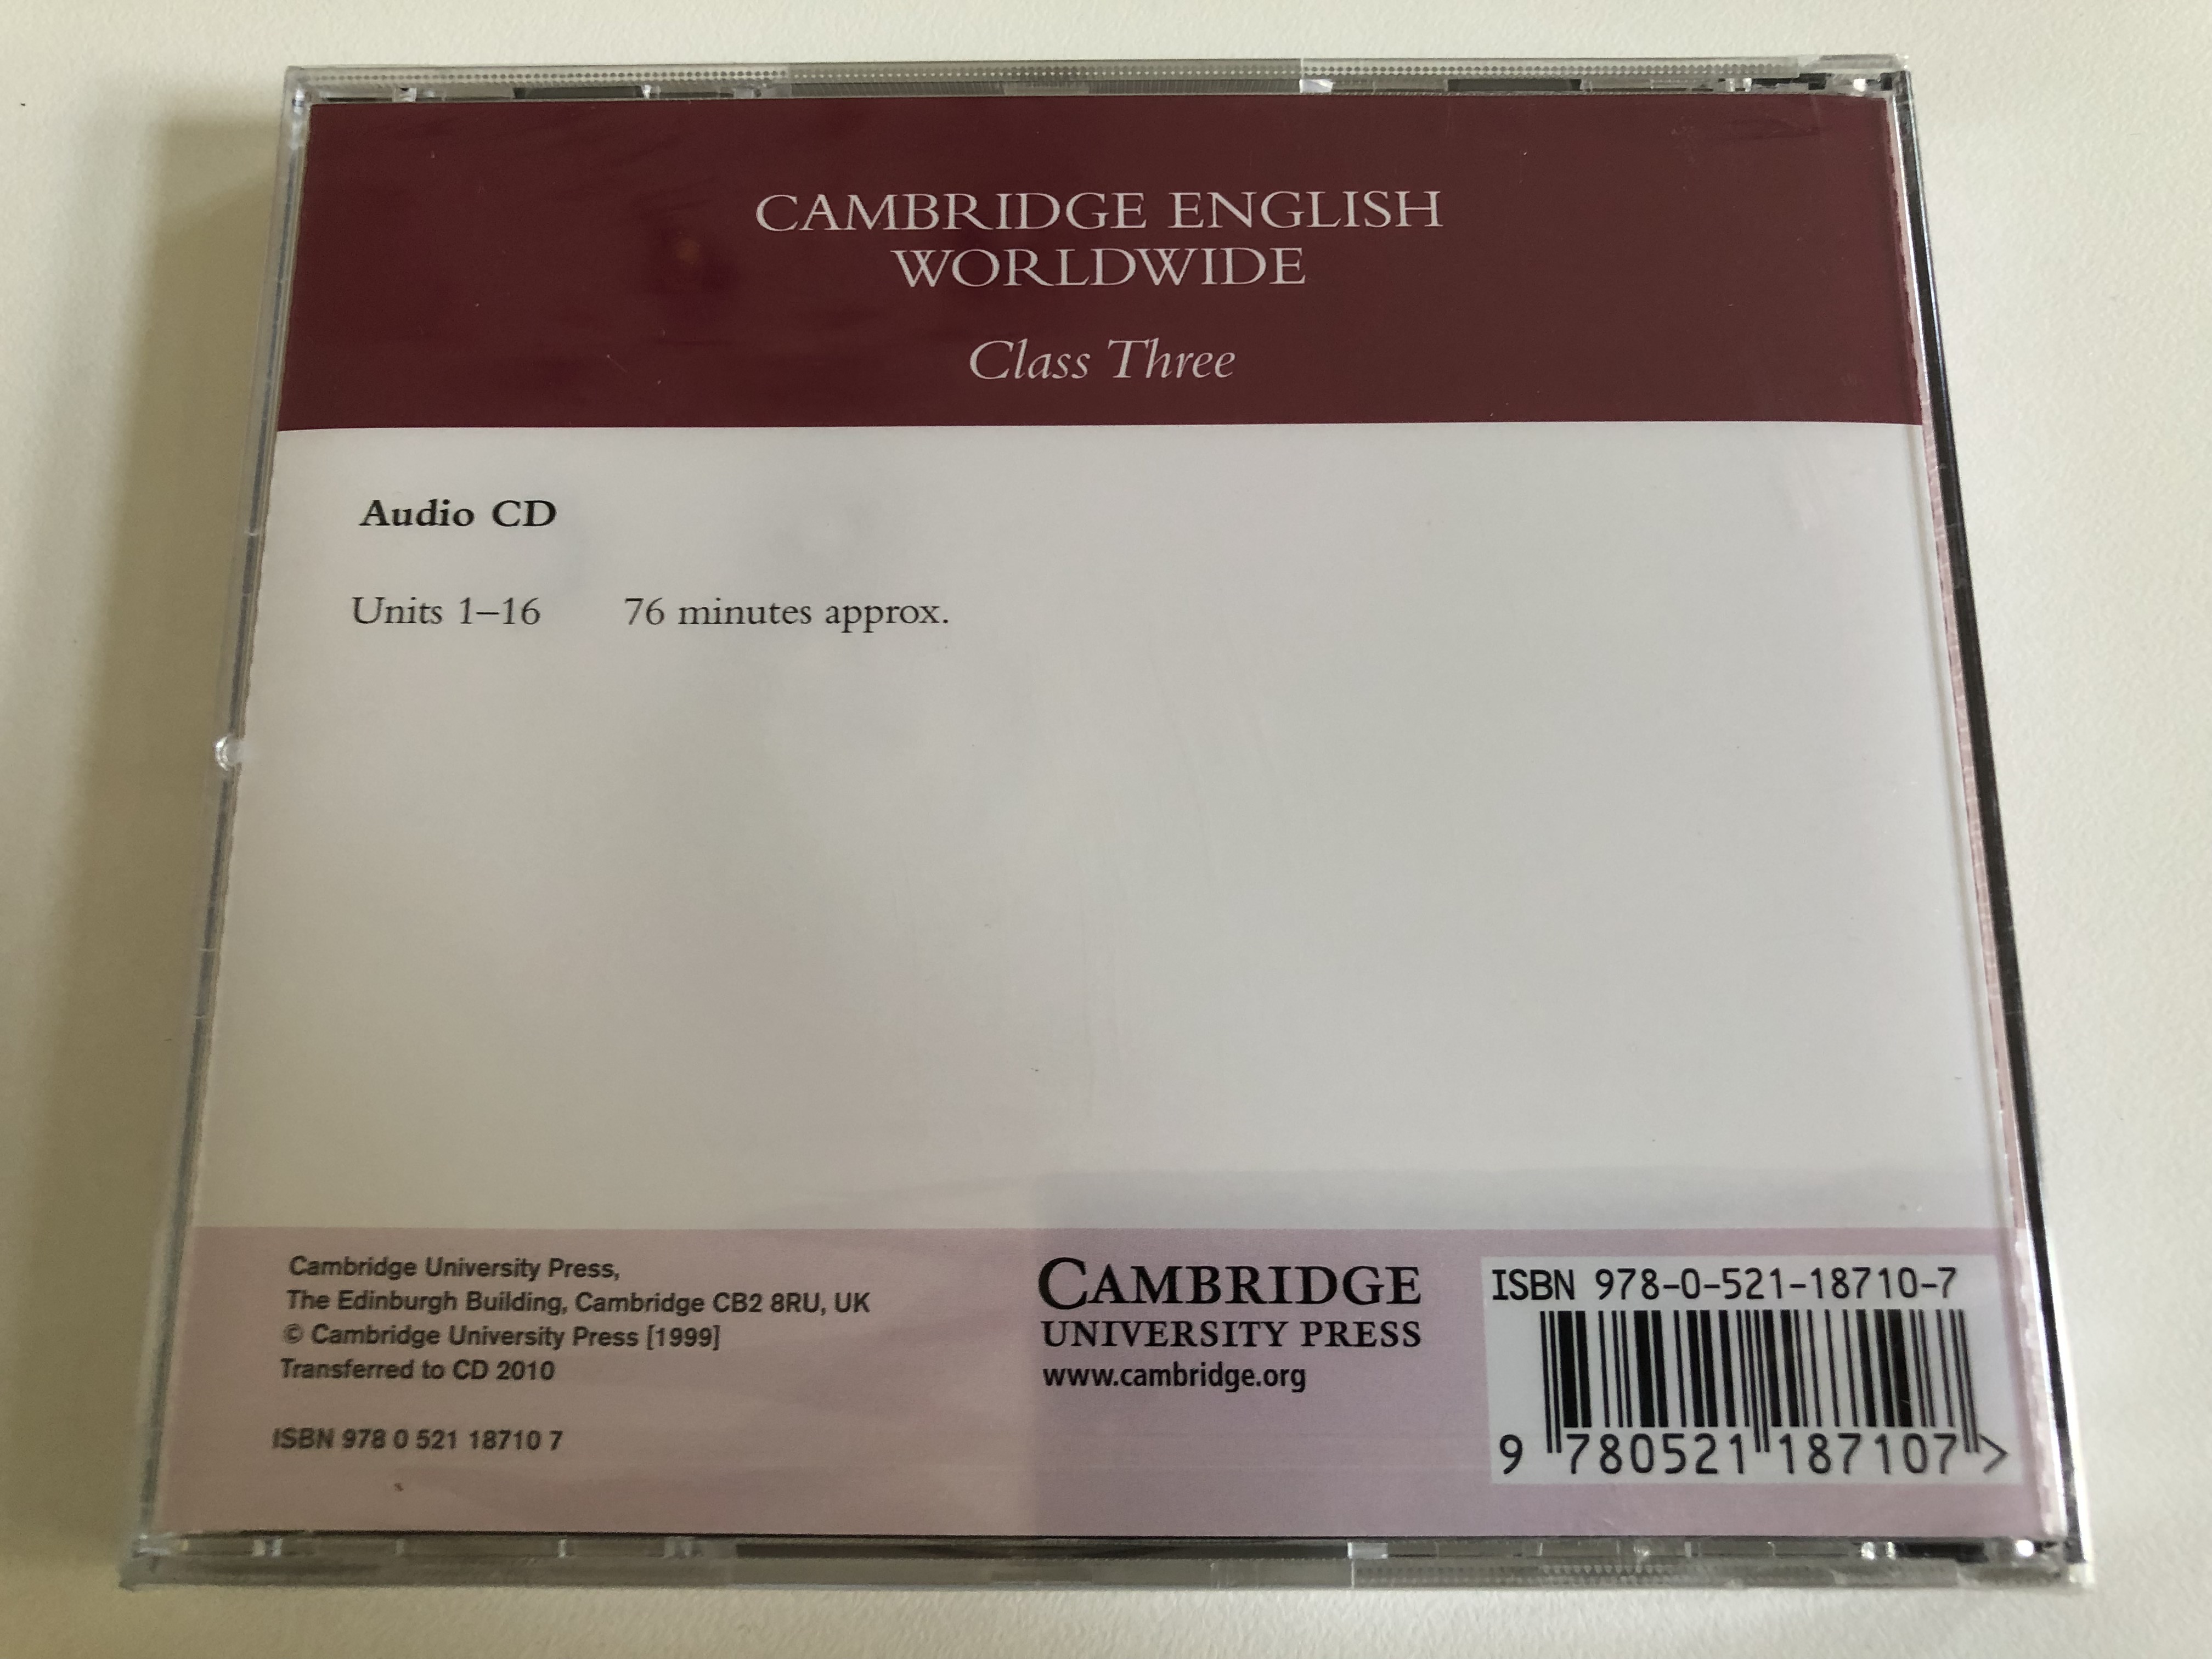 CAMBRIDGE ENGLISH
WORLDWIDE
Class Three
Audio CD
Units 1–16 76 minutes approx.
Cambridge University Press,
The Edinburgh Building, Cambridge CB2 8RU, UK
© Cambridge University Press [1999]
Transferred to CD 2010
ISBN 978 0 521 18710 7
CAMBRIDGE
UNIVERSITY PRESS
www.cambridge.org
ISBN 978-0-521-18710-7
9 780521 187107 >